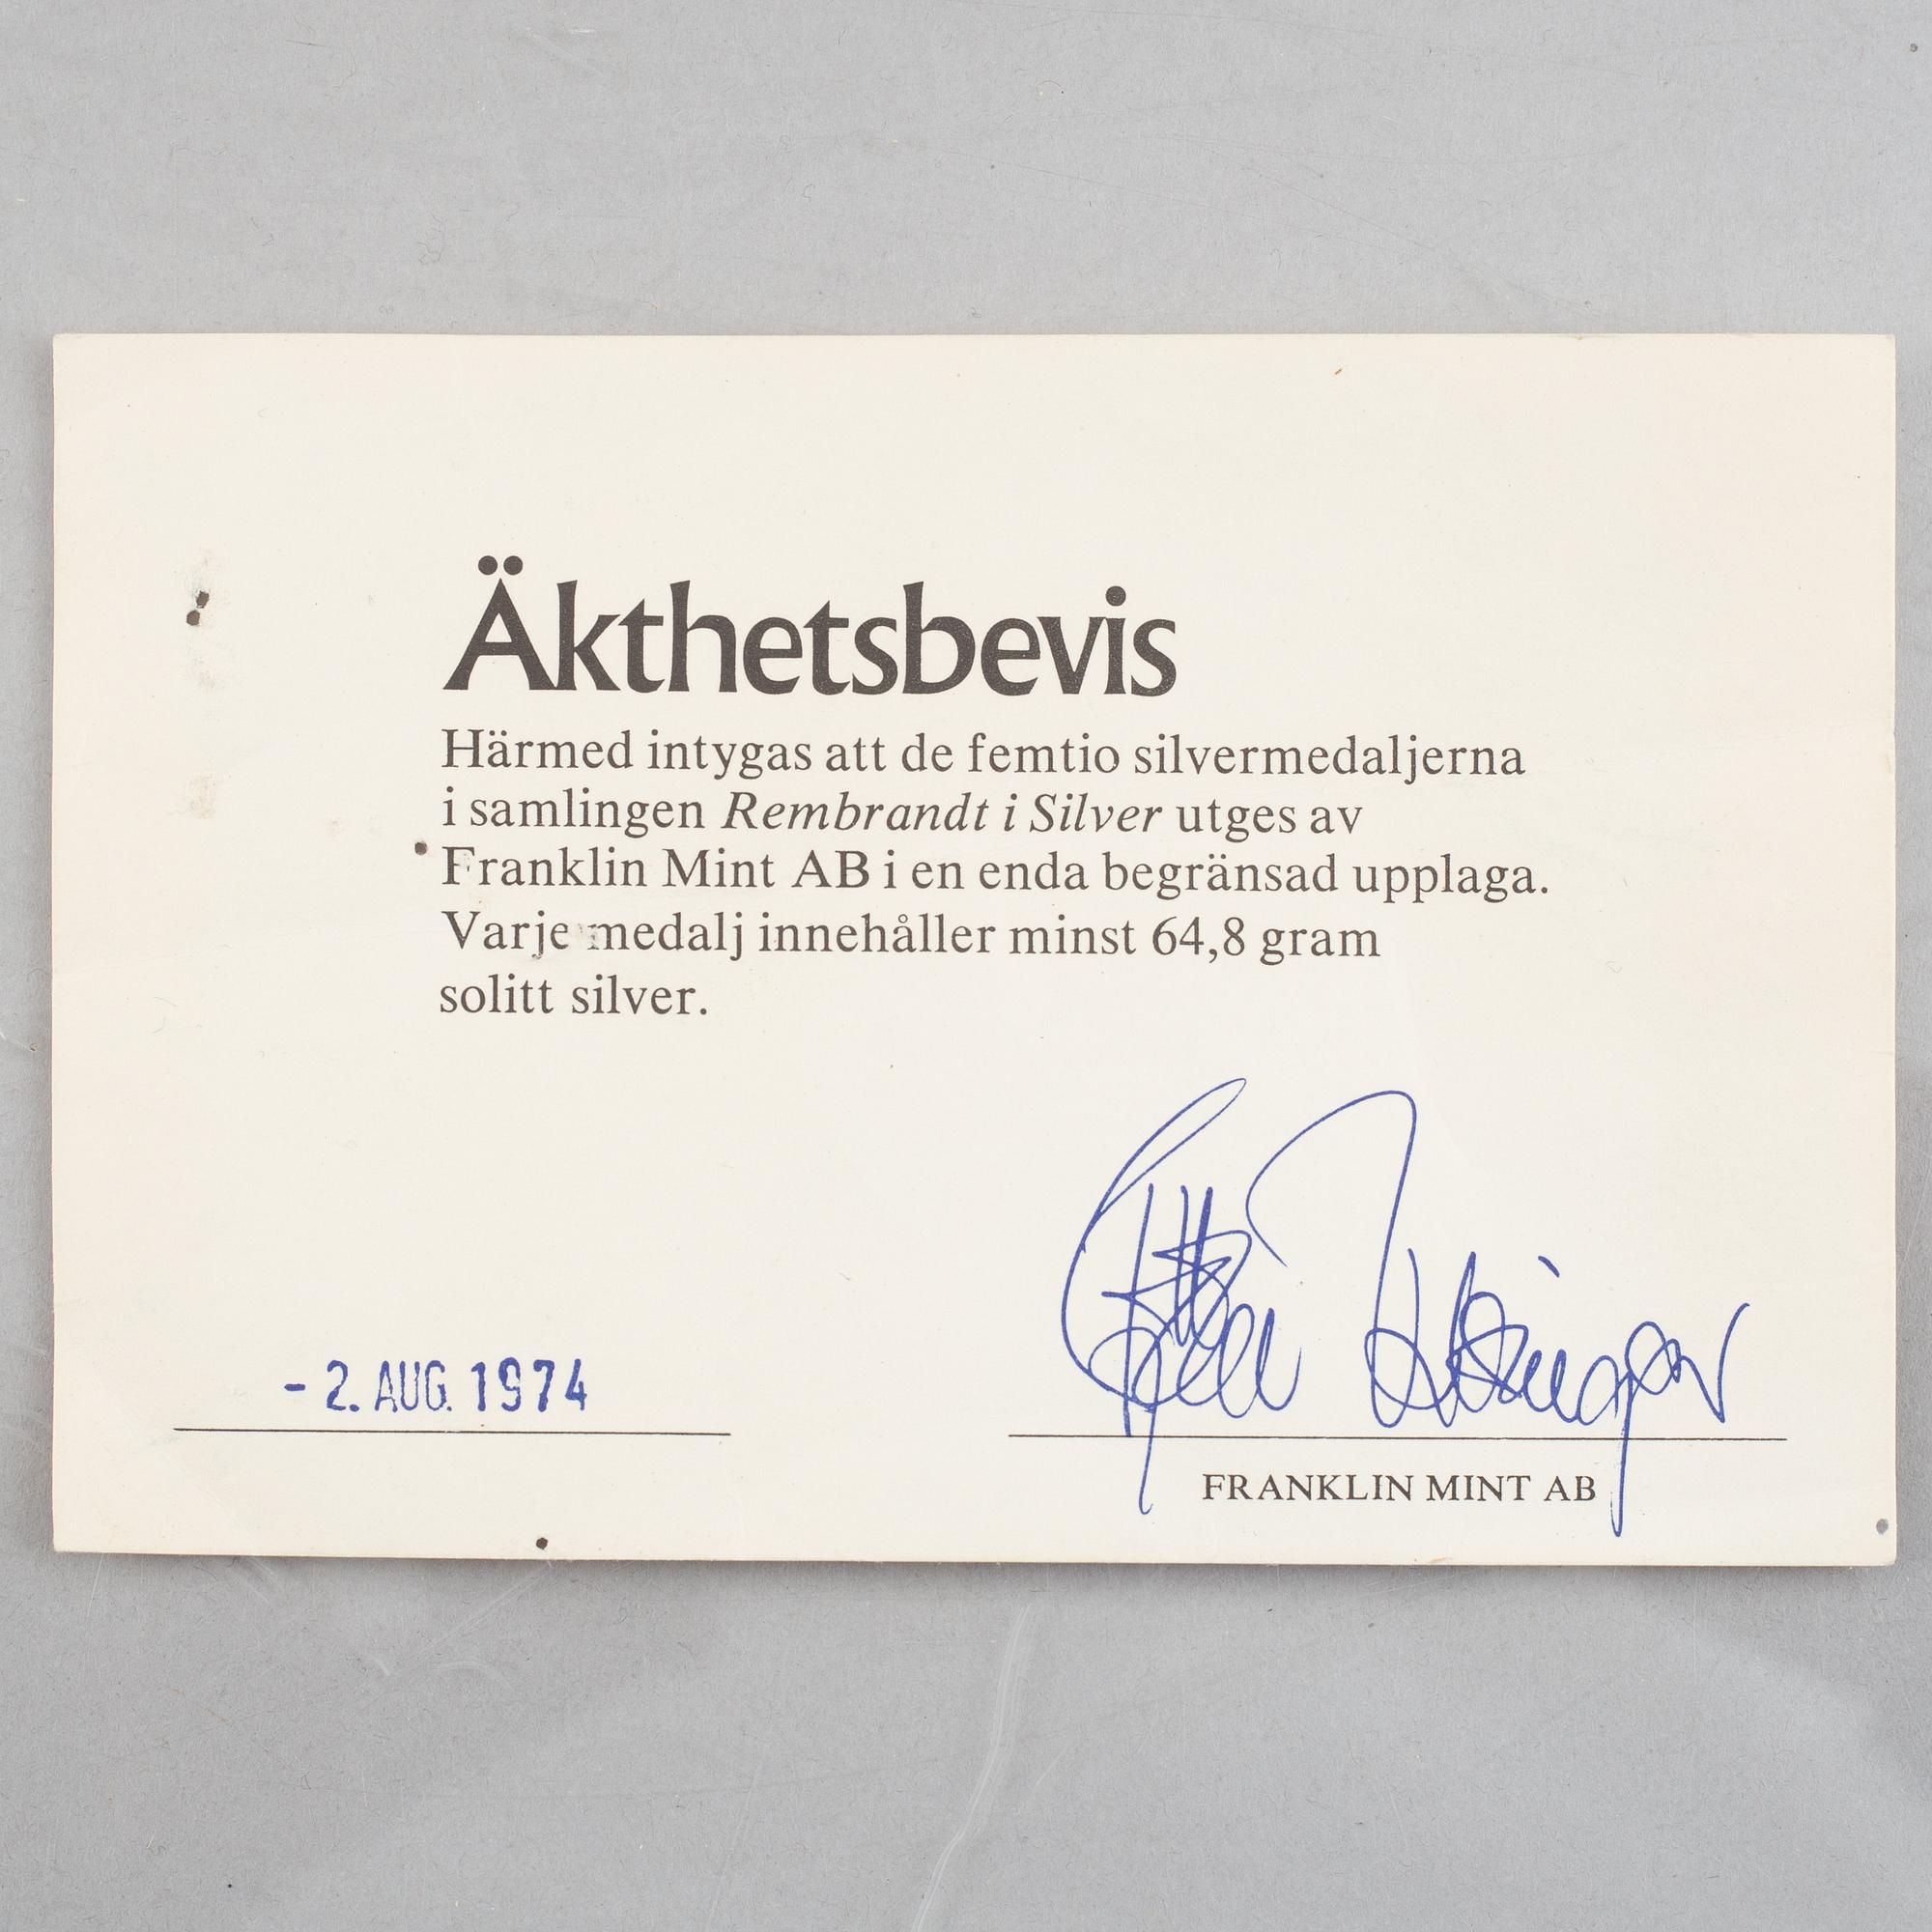 Äkthetsbevis
Härmed intygas att de femtio silvermedaljerna
i samlingen Rembrandt i Silver utges av
Franklin Mint AB i en enda begränsad upplaga.
Varje medalj innehåller minst 64,8 gram
solitt silver.
- 2. AUG. 1974
FRANKLIN MINT AB